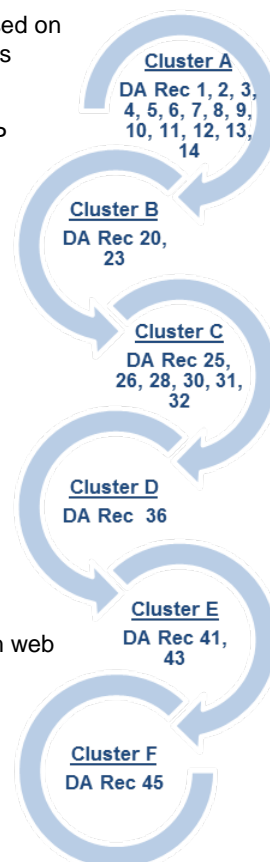 sed on
s
P
n web
Cluster A
DA Rec 1, 2, 3,
4, 5, 6, 7, 8, 9,
10, 11, 12, 13,
14
Cluster B
DA Rec 20,
23
Cluster C
DA Rec 25,
26, 28, 30, 31,
32
Cluster D
DA Rec 36
Cluster E
DA Rec 41,
43
Cluster F
DA Rec 45